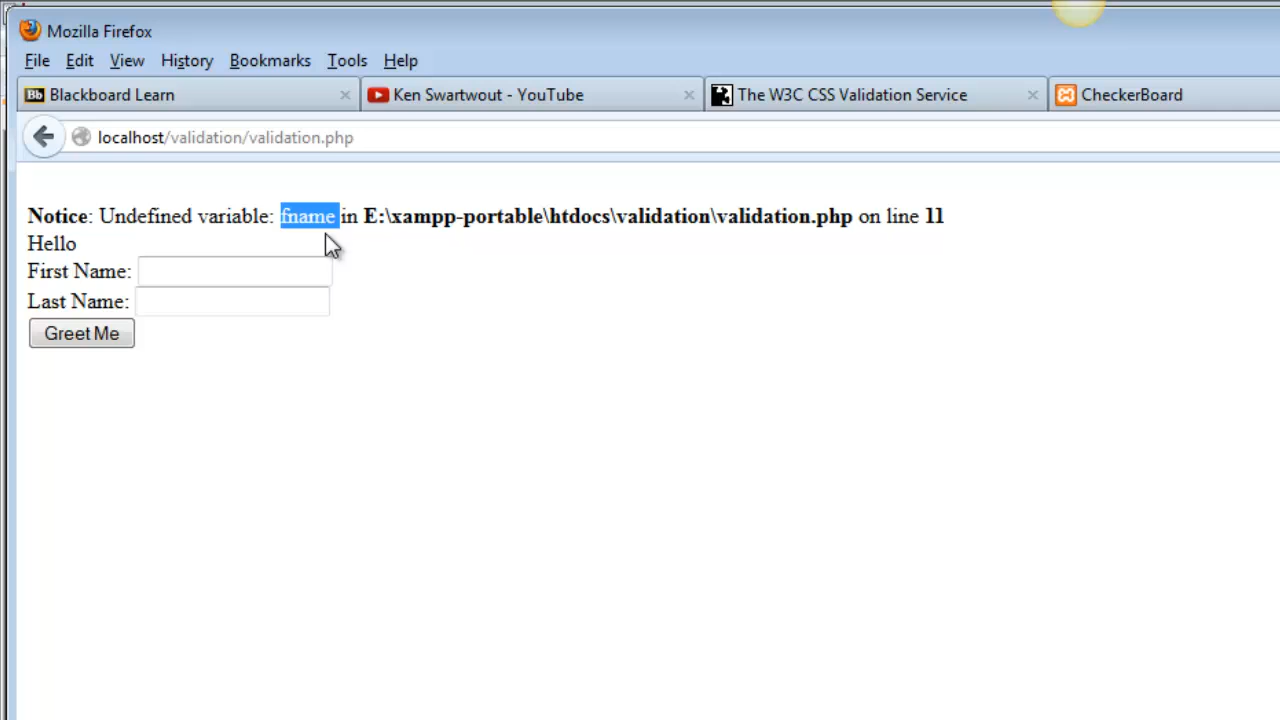 Mozilla Firefox
File Edit View History Bookmarks Tools Help
Bb Blackboard Learn × Ken Swartwout - YouTube × The W3C CSS Validation Service × CheckerBoard
localhost/validation/validation.php
Notice: Undefined variable: fname in E:\xampp-portable\htdocs\validation\validation.php on line 11
Hello
First Name:
Last Name:
Greet Me